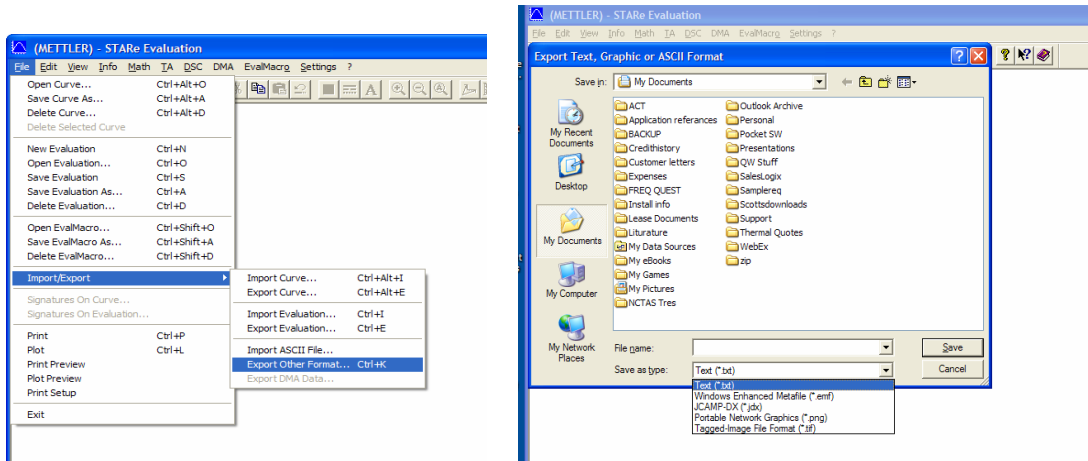 (METTLER) - STARe Evaluation
File Edit View Info Math TA DSC DMA EvalMacro Settings ?
Open Curve... Ctrl+Alt+O
Save Curve As... Ctrl+Alt+A
Delete Curve... Ctrl+Alt+D
Delete Selected Curve
New Evaluation Ctrl+N
Open Evaluation... Ctrl+O
Save Evaluation Ctrl+S
Save Evaluation As... Ctrl+A
Delete Evaluation... Ctrl+D
Open EvalMacro... Ctrl+Shift+O
Save EvalMacro As... Ctrl+Shift+A
Delete EvalMacro... Ctrl+Shift+D
Import/Export
Signatures On Curve...
Signatures On Evaluation...
Print Ctrl+P
Plot Ctrl+L
Print Preview
Plot Preview
Print Setup
Exit
Import Curve... Ctrl+Alt+I
Export Curve... Ctrl+Alt+E
Import Evaluation... Ctrl+I
Export Evaluation... Ctrl+E
Import ASCII File...
Export Other Format... Ctrl+K
Export DMA Data...
(METTLER) - STARe Evaluation
File Edit View Info Math TA DSC DMA EvalMacro Settings ?
Export Text, Graphic or ASCII Format
Save in: My Documents
My Recent Documents
Desktop
My Documents
My Computer
My Network Places
ACT
Application referances
BACKUP
Credithistory
Customer letters
Expenses
FREQ QUEST
Install info
Lease Documents
Liturature
My Data Sources
My eBooks
My Games
My Pictures
NCTAS Tres
Outlook Archive
Personal
Pocket SW
Presentations
QW Stuff
SalesLogix
Samplereq
Scottsdownloads
Support
Thermal Quotes
WebEx
zip
File name: Save
Save as type: Text (*.txt) Cancel
Text (*.txt)
Windows Enhanced Metafile (*.emf)
JCAMP-DX (*.jdx)
Portable Network Graphics (*.png)
Tagged-Image File Format (*.tif)